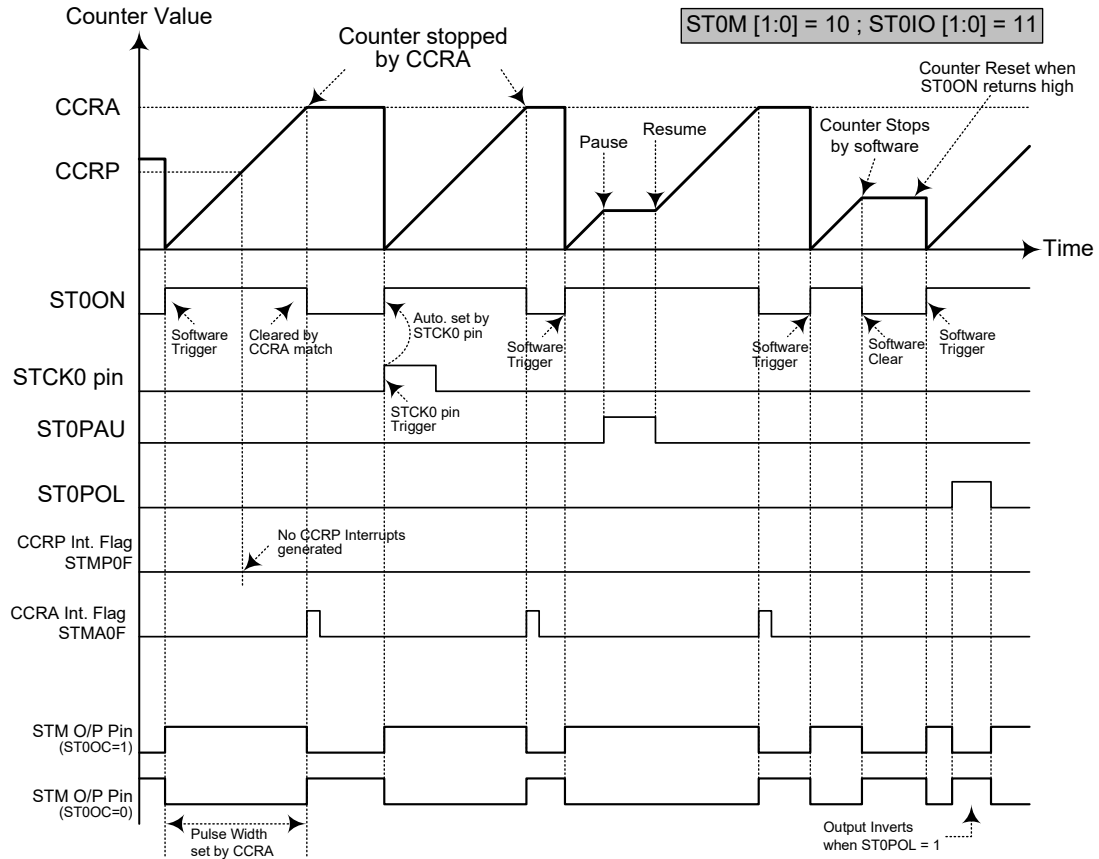 Counter Value
ST0M [1:0] = 10 ; ST0IO [1:0] = 11
Counter stopped
by CCRA
Counter Reset when
ST0ON returns high
CCRA
Pause
Resume
Counter Stops
by software
CCRP
Time
ST0ON
Software
Trigger
Cleared by
CCRA match
Auto. set by
STCK0 pin
Software
Trigger
Software
Trigger
Software
Clear
Software
Trigger
STCK0 pin
STCK0 pin
Trigger
ST0PAU
ST0POL
CCRP Int. Flag
STMP0F
No CCRP Interrupts
generated
CCRA Int. Flag
STMA0F
STM O/P Pin
(ST0OC=1)
STM O/P Pin
(ST0OC=0)
Pulse Width
set by CCRA
Output Inverts
when ST0POL = 1